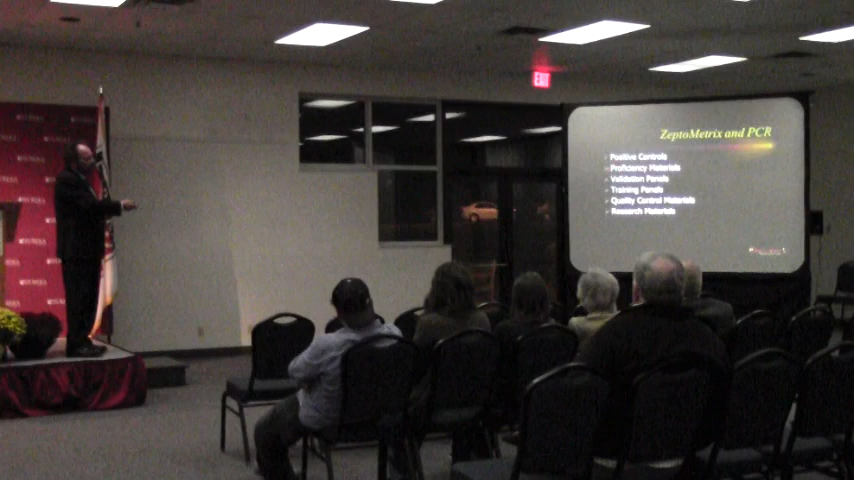 EXIT
ZeptoMetrix and PCR
Positive Controls
Proficiency Materials
Validation Panels
Training Panels
Quality Control Materials
Research Materials